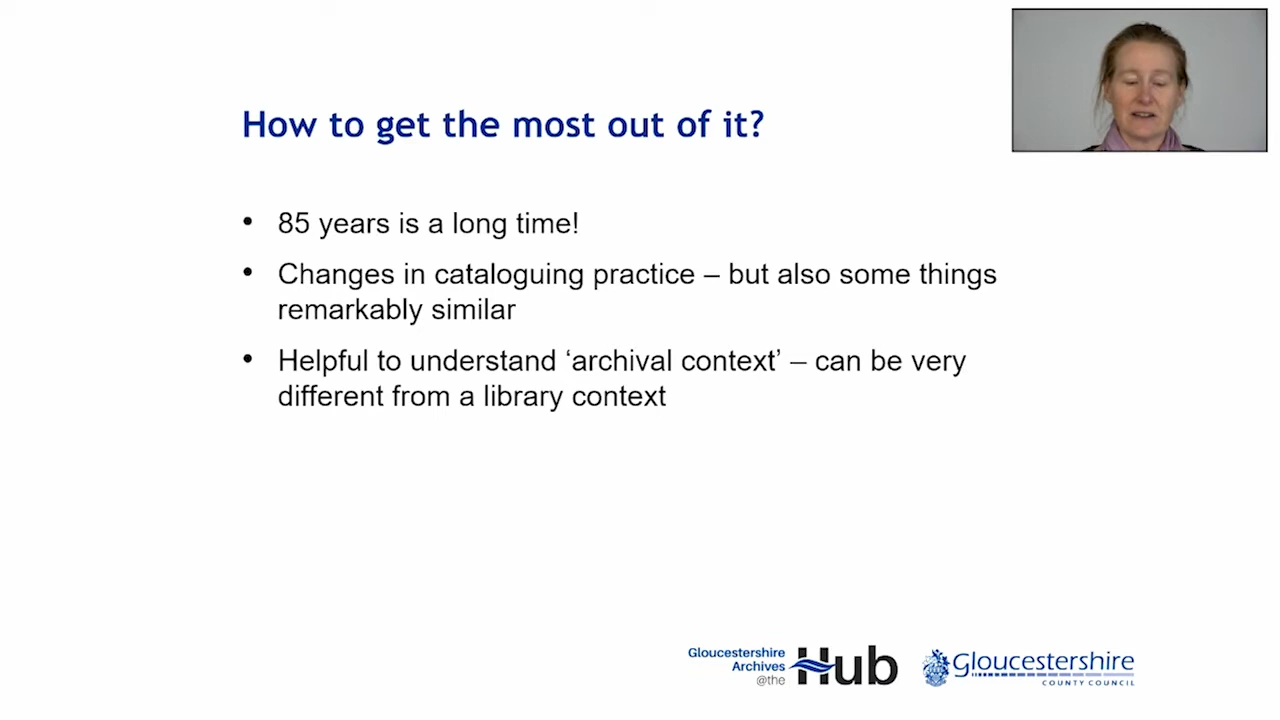 How to get the most out of it?
• 85 years is a long time!
• Changes in cataloguing practice – but also some things
remarkably similar
• Helpful to understand ‘archival context’ – can be very
different from a library context
Gloucestershire
Archives
@the
Hub
Gloucestershire
COUNTY COUNCIL